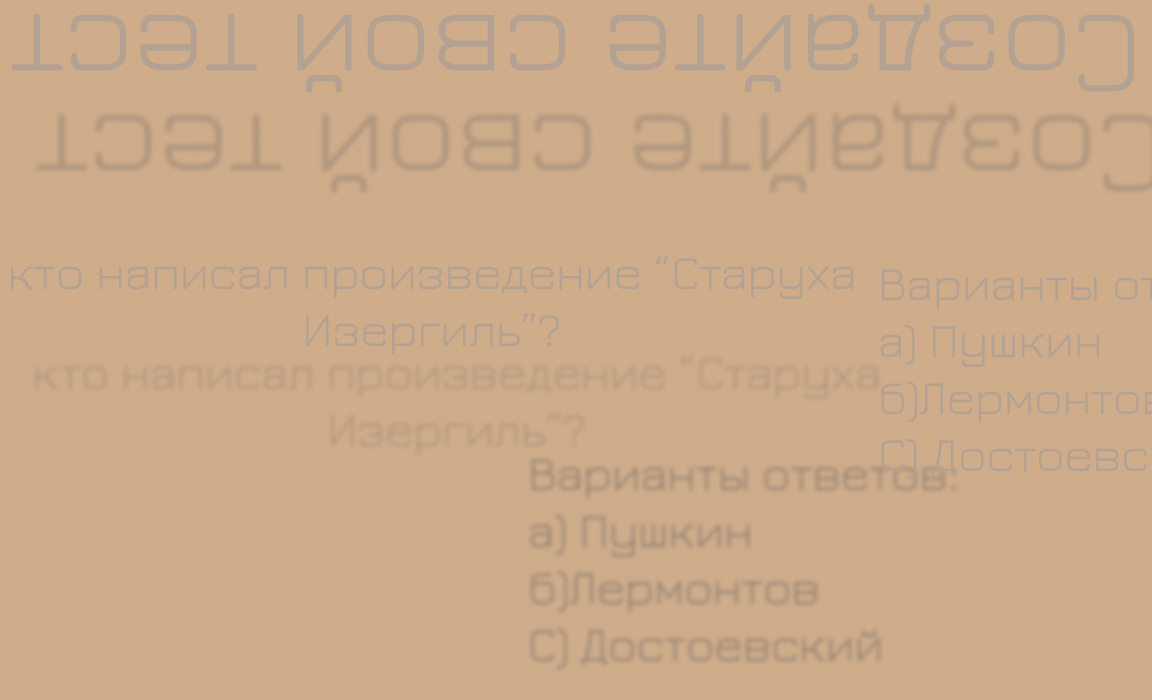 Создайте свой тест
Создайте свой тест
кто написал произведение “Старуха
Изергиль”?
кто написал произведение “Старуха
Изергиль”?
Варианты от
а) Пушкин
б)Лермонтов
С) Достоевс
Варианты ответов:
а) Пушкин
б)Лермонтов
С) Достоевский